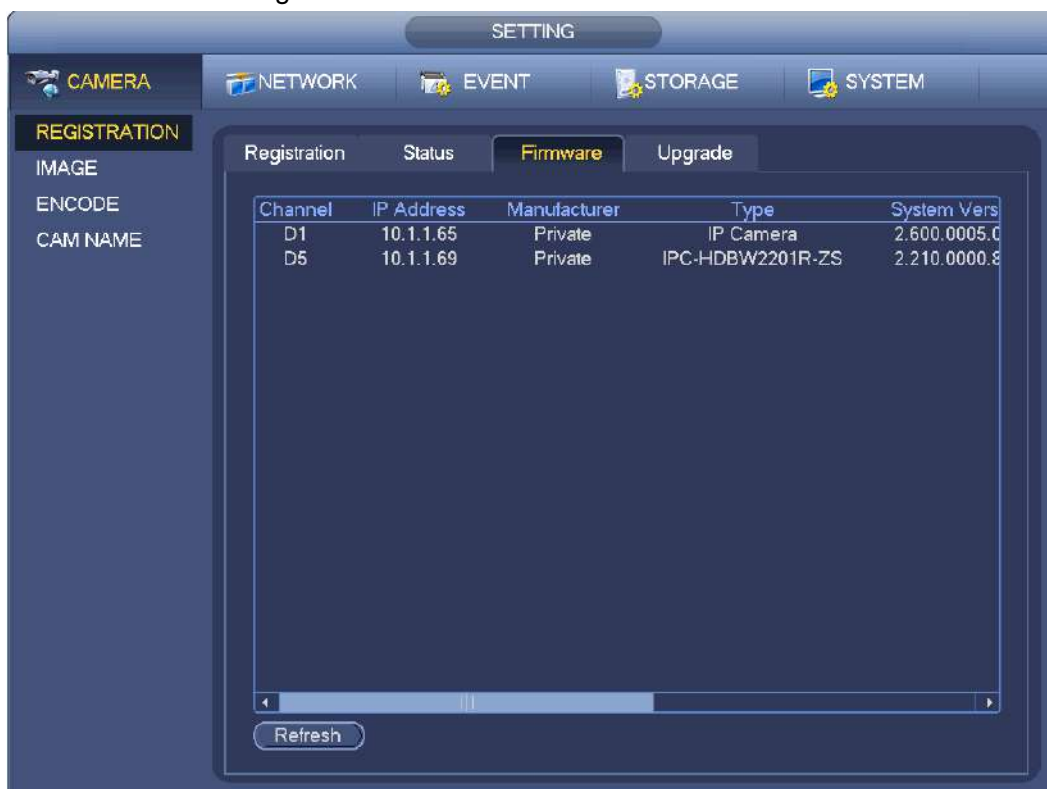 SETTING
CAMERA NETWORK EVENT STORAGE SYSTEM
REGISTRATION
IMAGE
ENCODE
CAM NAME
Registration Status Firmware Upgrade
Channel IP Address Manufacturer Type System Vers
D1 10.1.1.65 Private IP Camera 2.600.0005.0
D5 10.1.1.69 Private IPC-HDBW2201R-ZS 2.210.0000.8
Refresh